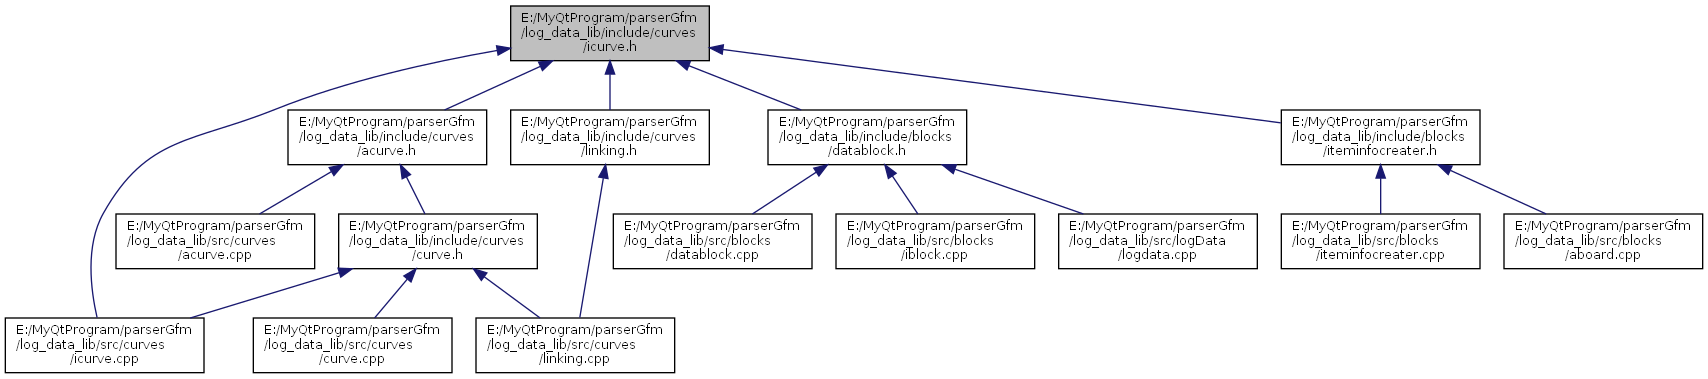 E:/MyQtProgram/parserGfm
/log_data_lib/include/curves
/icurve.h
E:/MyQtProgram/parserGfm
/log_data_lib/include/curves
/acurve.h
E:/MyQtProgram/parserGfm
/log_data_lib/include/curves
/linking.h
E:/MyQtProgram/parserGfm
/log_data_lib/include/blocks
/datablock.h
E:/MyQtProgram/parserGfm
/log_data_lib/include/blocks
/iteminfocreater.h
E:/MyQtProgram/parserGfm
/log_data_lib/src/curves
/acurve.cpp
E:/MyQtProgram/parserGfm
/log_data_lib/include/curves
/curve.h
E:/MyQtProgram/parserGfm
/log_data_lib/src/blocks
/datablock.cpp
E:/MyQtProgram/parserGfm
/log_data_lib/src/blocks
/iblock.cpp
E:/MyQtProgram/parserGfm
/log_data_lib/src/logData
/logdata.cpp
E:/MyQtProgram/parserGfm
/log_data_lib/src/blocks
/iteminfocreater.cpp
E:/MyQtProgram/parserGfm
/log_data_lib/src/blocks
/aboard.cpp
E:/MyQtProgram/parserGfm
/log_data_lib/src/curves
/icurve.cpp
E:/MyQtProgram/parserGfm
/log_data_lib/src/curves
/curve.cpp
E:/MyQtProgram/parserGfm
/log_data_lib/src/curves
/linking.cpp